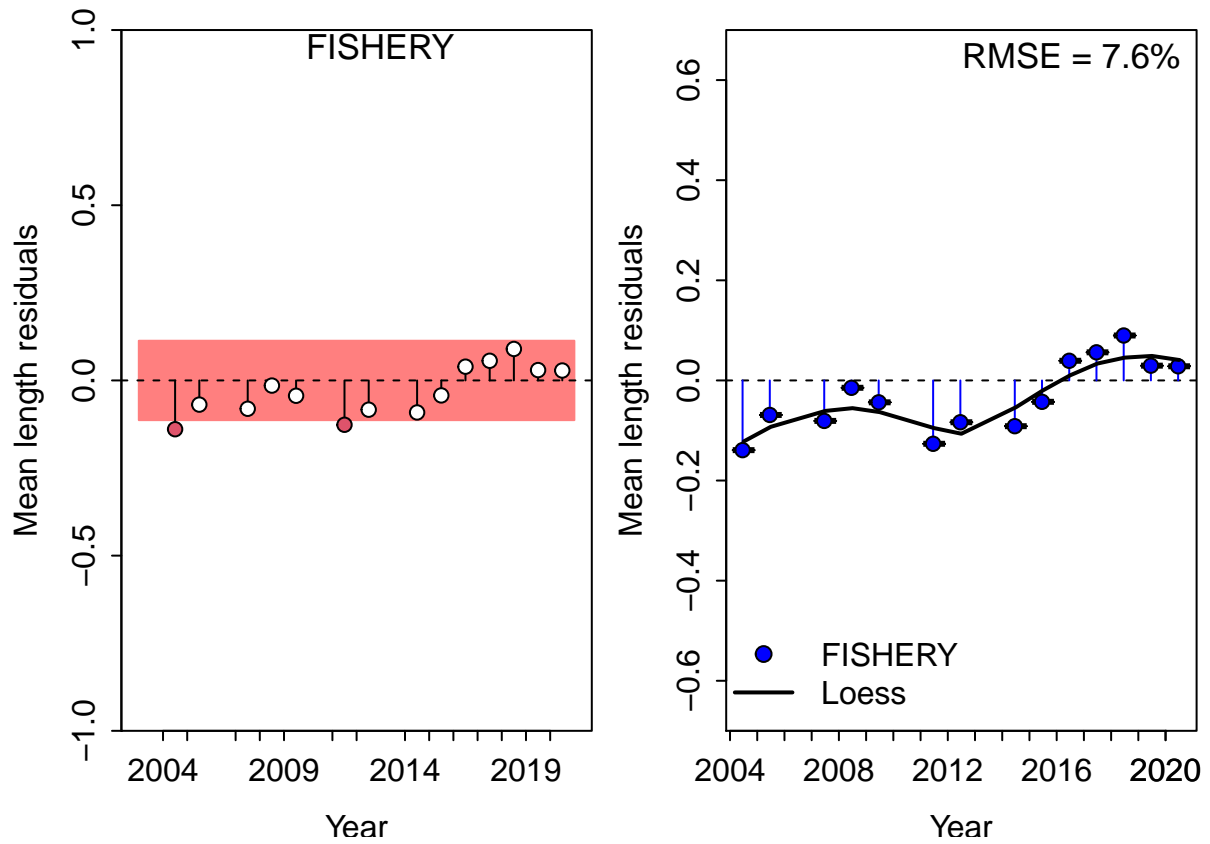 FISHERY
Mean length residuals
1.0
0.5
0.0
−0.5
−1.0
2004 2009 2014 2019
Year
RMSE = 7.6%
Mean length residuals
0.6
0.4
0.2
0.0
−0.2
−0.4
−0.6
FISHERY
Loess
2004 2008 2012 2016 2020
Year